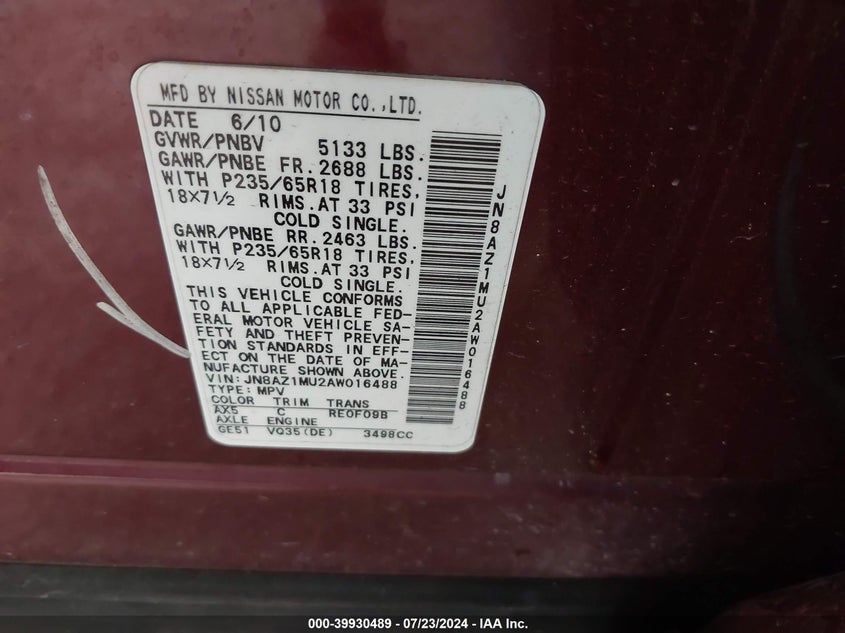 MFD BY NISSAN MOTOR CO.,LTD.
DATE 6/10
GVWR/PNBV 5133 LBS.
GAWR/PNBE FR. 2688 LBS.
WITH P235/65R18 TIRES,
18X7½ RIMS.AT 33 PSI
COLD SINGLE.
GAWR/PNBE RR. 2463 LBS.
WITH P235/65R18 TIRES,
18X7½ RIMS.AT 33 PSI
COLD SINGLE.
THIS VEHICLE CONFORMS
TO ALL APPLICABLE FED-
ERAL MOTOR VEHICLE SA-
FETY AND THEFT PREVEN-
TION STANDARDS IN EFF-
ECT ON THE DATE OF MA-
NUFACTURE SHOWN ABOVE.
VIN: JN8AZ1MU2AW016488
TYPE: MPV
COLOR TRIM TRANS
AX5 C RE0F09B
AXLE ENGINE
GE51 VQ35(DE) 3498CC
JN8AZ1MU2AW016488
000-39930489 - 07/23/2024 - IAA Inc.